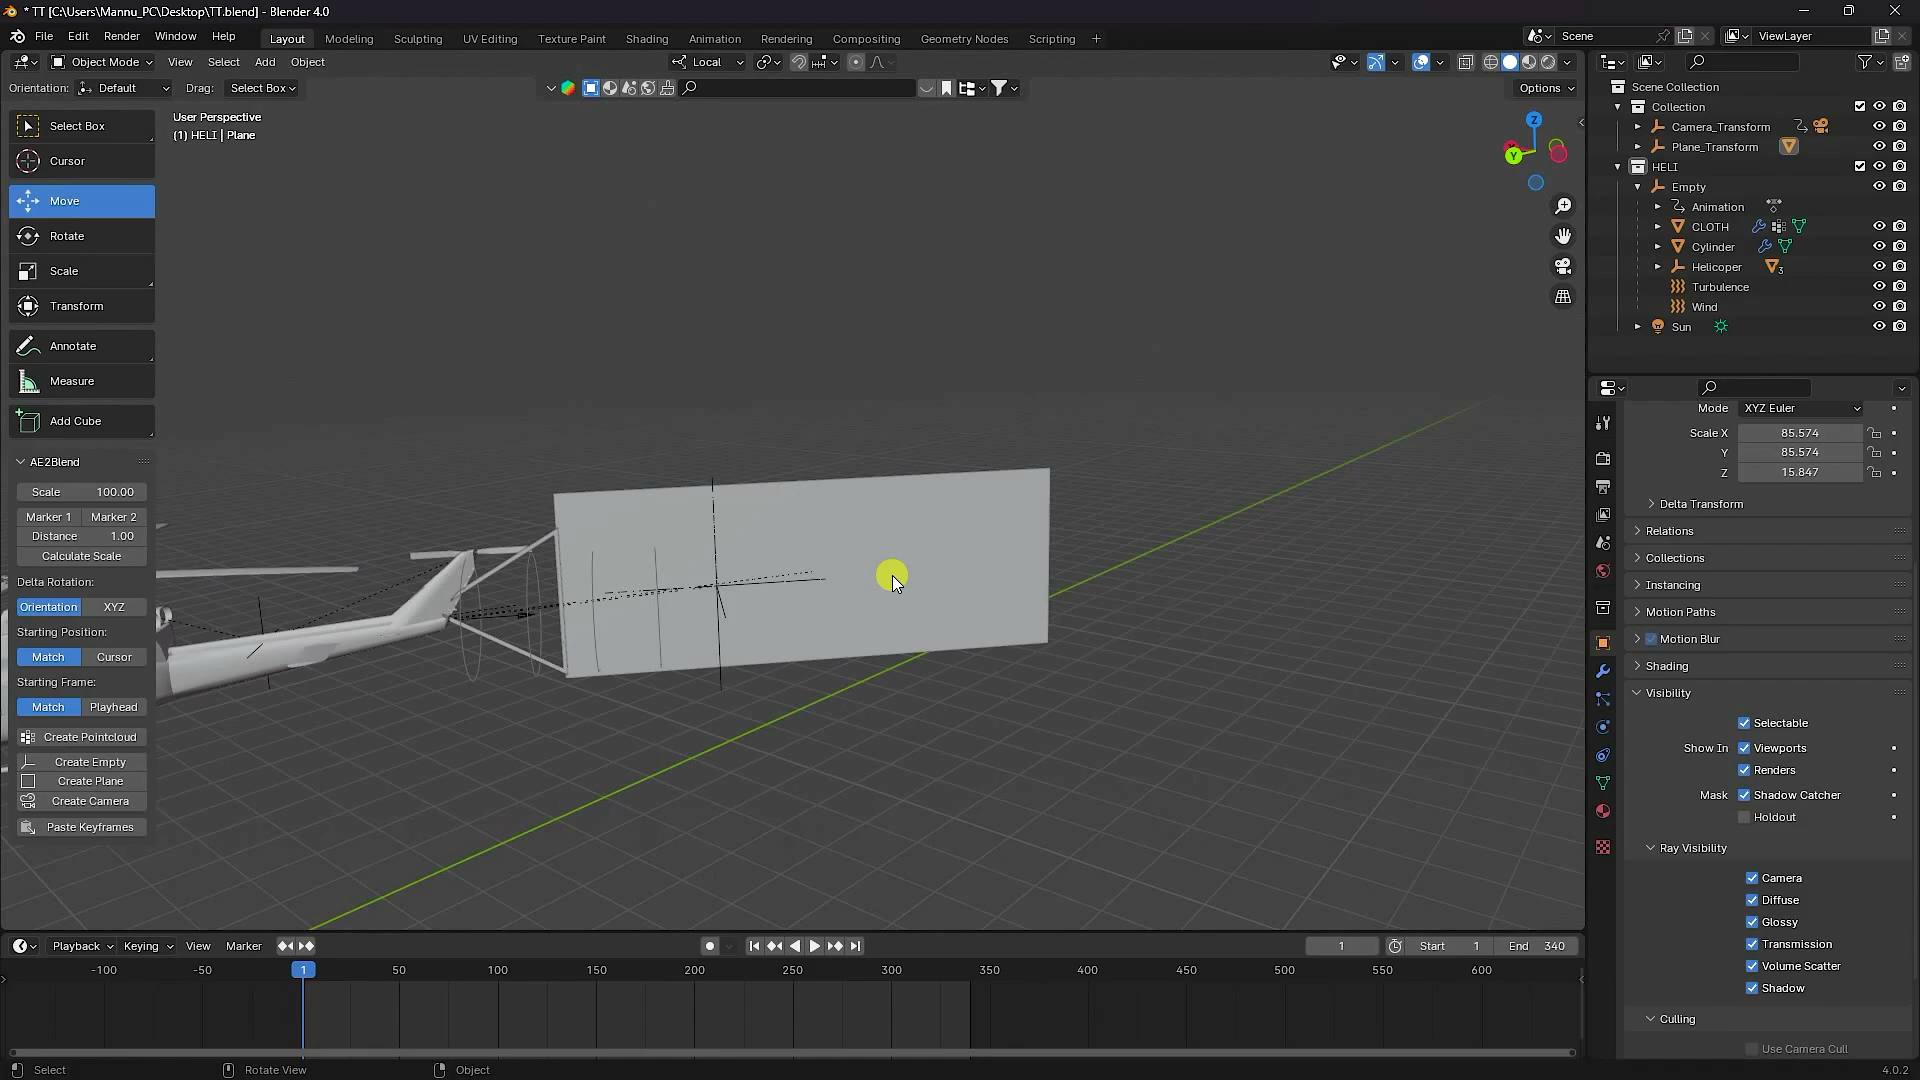 * TT [C:\Users\Mannu_PC\Desktop\TT.blend] - Blender 4.0
File Edit Render Window Help
Layout Modeling Sculpting UV Editing Texture Paint Shading Animation Rendering Compositing Geometry Nodes Scripting +
Scene
ViewLayer
Object Mode View Select Add Object
Local
Orientation: Default Drag: Select Box
Options
User Perspective
(1) HELI | Plane
Select Box
Cursor
Move
Rotate
Scale
Transform
Annotate
Measure
Add Cube
AE2Blend
Scale 100.00
Marker 1 Marker 2
Distance 1.00
Calculate Scale
Delta Rotation:
Orientation XYZ
Starting Position:
Match Cursor
Starting Frame:
Match Playhead
Create Pointcloud
Create Empty
Create Plane
Create Camera
Paste Keyframes
Z
Y
Scene Collection
Collection
Camera_Transform
Plane_Transform
HELI
Empty
Animation
CLOTH
Cylinder
Helicoper 3
Turbulence
Wind
Sun
Mode XYZ Euler
Scale X 85.574
Y 85.574
Z 15.847
Delta Transform
Relations
Collections
Instancing
Motion Paths
Motion Blur
Shading
Visibility
Selectable
Show In Viewports
Renders
Mask Shadow Catcher
Holdout
Ray Visibility
Camera
Diffuse
Glossy
Transmission
Volume Scatter
Shadow
Culling
Use Camera Cull
Playback Keying View Marker
1 Start 1 End 340
-100 -50 1 50 100 150 200 250 300 350 400 450 500 550 600
Select Rotate View Object
4.0.2